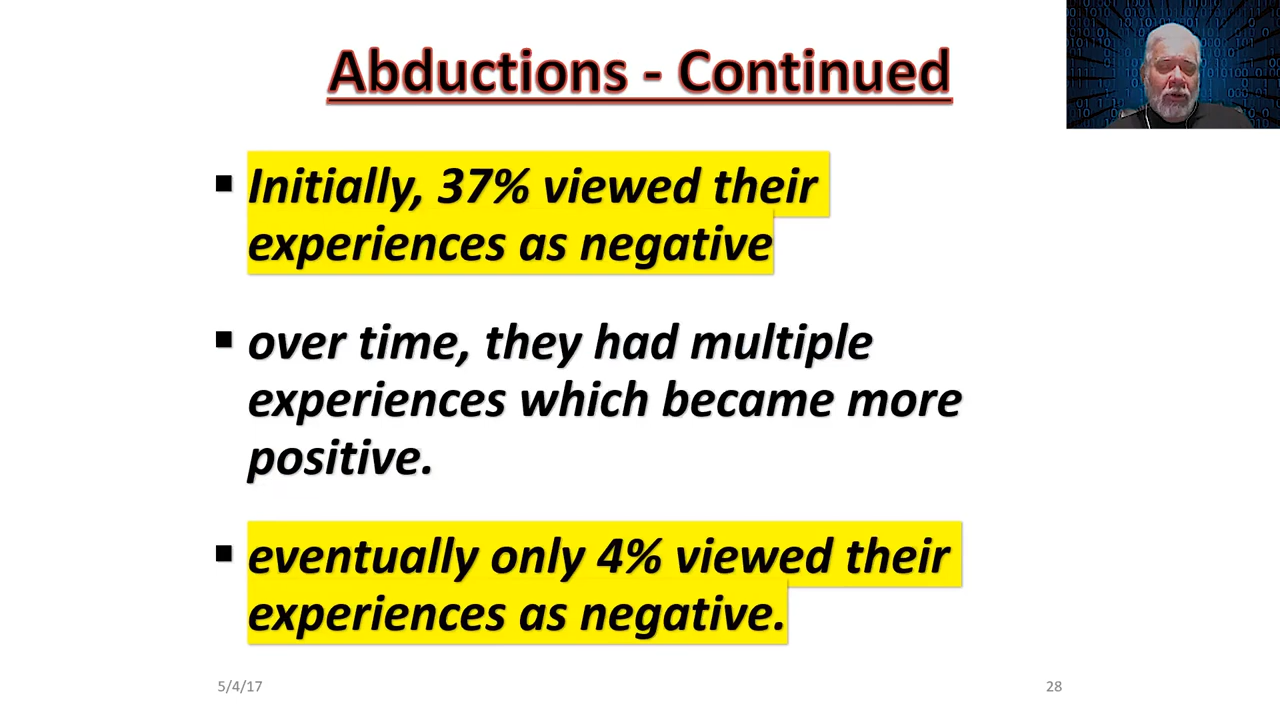 Abductions - Continued
▪ Initially, 37% viewed their
experiences as negative
▪ over time, they had multiple
experiences which became more
positive.
▪ eventually only 4% viewed their
experiences as negative.
5/4/17
28